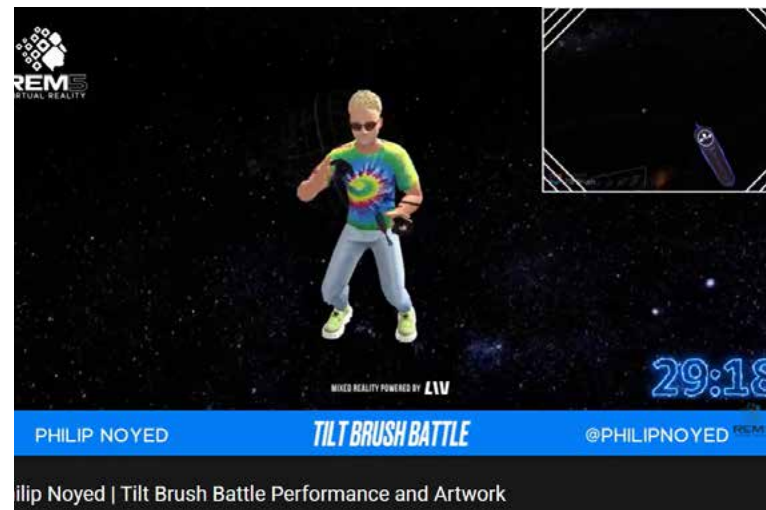 REM5
VIRTUAL REALITY
29:18
MIXED REALITY POWERED BY LIV
PHILIP NOYED
TILT BRUSH BATTLE
@PHILIPNOYED
REM
ilip Noyed | Tilt Brush Battle Performance and Artwork